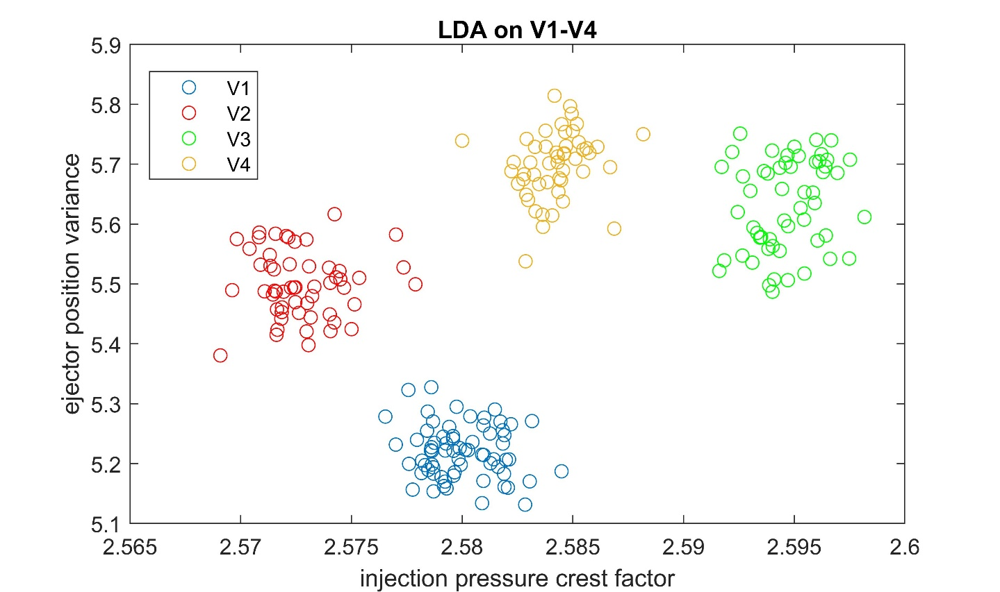 LDA on V1-V4
5.9
5.8
5.7
5.6
5.5
5.4
5.3
5.2
5.1
ejector position variance
V1
V2
V3
V4
2.565 2.57 2.575 2.58 2.585 2.59 2.595 2.6
injection pressure crest factor